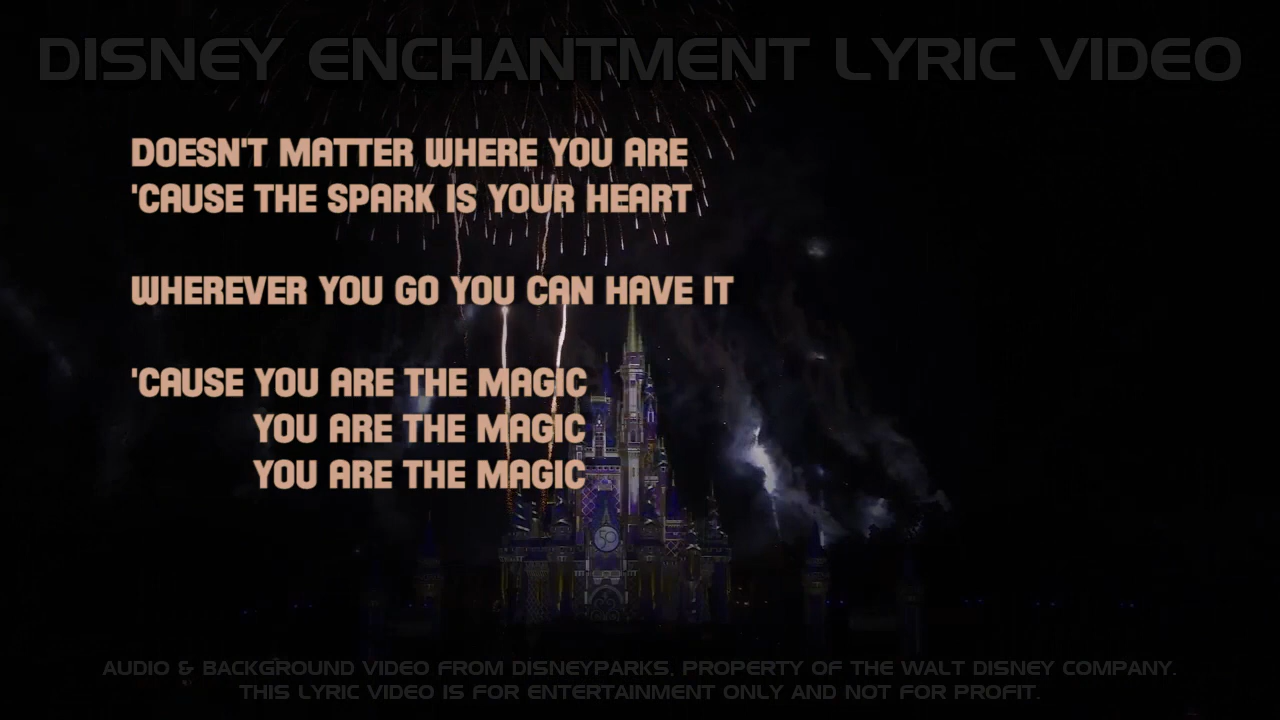 DISNEY ENCHANTMENT LYRIC VIDEO
DOESN'T MATTER WHERE YOU ARE
'CAUSE THE SPARK IS YOUR HEART
WHEREVER YOU GO YOU CAN HAVE IT
'CAUSE YOU ARE THE MAGIC
YOU ARE THE MAGIC
YOU ARE THE MAGIC
50
AUDIO & BACKGROUND VIDEO FROM DISNEYPARKS, PROPERTY OF THE WALT DISNEY COMPANY.
THIS LYRIC VIDEO IS FOR ENTERTAINMENT ONLY AND NOT FOR PROFIT.